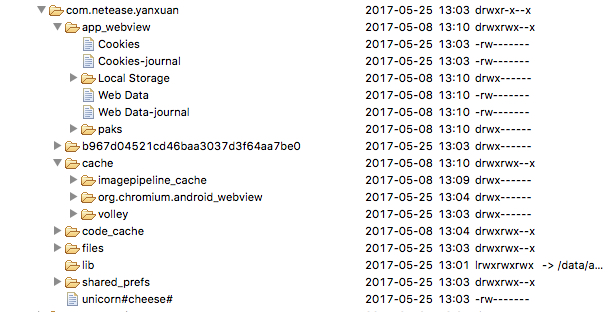 com.netease.yanxuan 2017-05-25 13:03 drwxr-x--x
app_webview 2017-05-08 13:10 drwxrwx--x
Cookies 2017-05-25 13:03 -rw-------
Cookies-journal 2017-05-25 13:03 -rw-------
Local Storage 2017-05-08 13:10 drwx------
Web Data 2017-05-08 13:10 -rw-------
Web Data-journal 2017-05-08 13:10 -rw-------
paks 2017-05-08 13:10 drwx------
b967d04521cd46baa3037d3f64aa7be0 2017-05-25 13:03 drwxrwx--x
cache 2017-05-08 13:10 drwxrwx--x
imagepipeline_cache 2017-05-08 13:09 drwx------
org.chromium.android_webview 2017-05-25 13:04 drwx------
volley 2017-05-25 13:03 drwx------
code_cache 2017-05-08 13:04 drwxrwx--x
files 2017-05-25 13:03 drwxrwx--x
lib 2017-05-25 13:01 lrwxrwxrwx -> /data/a...
shared_prefs 2017-05-25 13:03 drwxrwx--x
unicorn#cheese# 2017-05-25 13:03 -rw-------